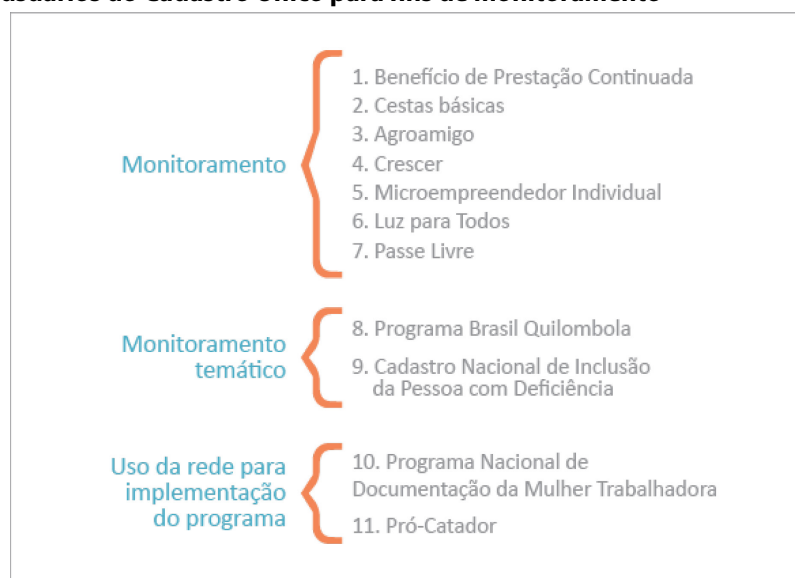 usuários do Cadastro Único para fins de monitoramento
Monitoramento
1. Benefício de Prestação Continuada
2. Cestas básicas
3. Agroamigo
4. Crescer
5. Microempreendedor Individual
6. Luz para Todos
7. Passe Livre
Monitoramento
temático
8. Programa Brasil Quilombola
9. Cadastro Nacional de Inclusão
da Pessoa com Deficiência
Uso da rede para
implementação
do programa
10. Programa Nacional de
Documentação da Mulher Trabalhadora
11. Pró-Catador